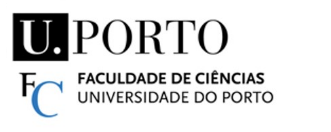 U. PORTO
FC FACULDADE DE CIÊNCIAS
UNIVERSIDADE DO PORTO